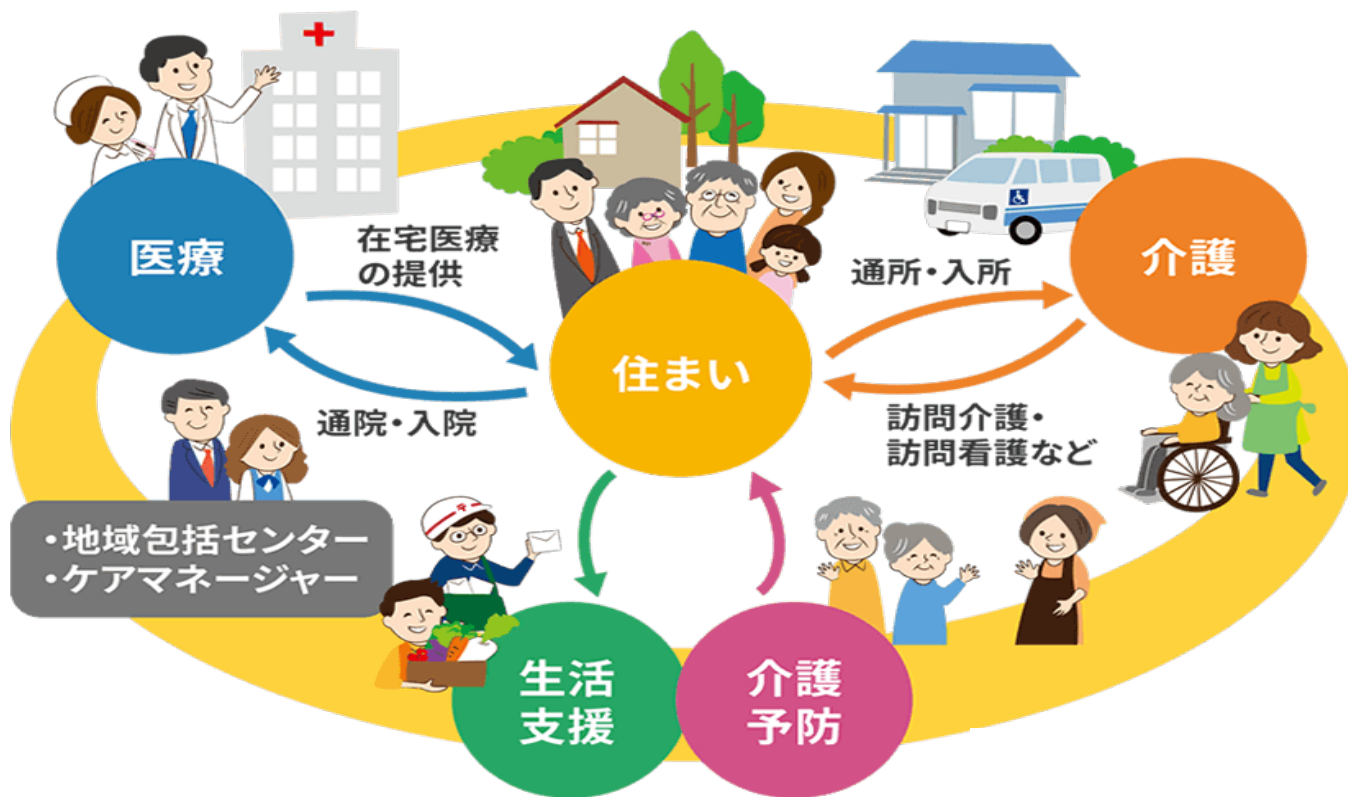 医療
在宅医療
の提供
通院・入院
住まい
通所・入所
介護
訪問介護・
訪問看護など
・地域包括センター
・ケアマネージャー
生活
支援
介護
予防